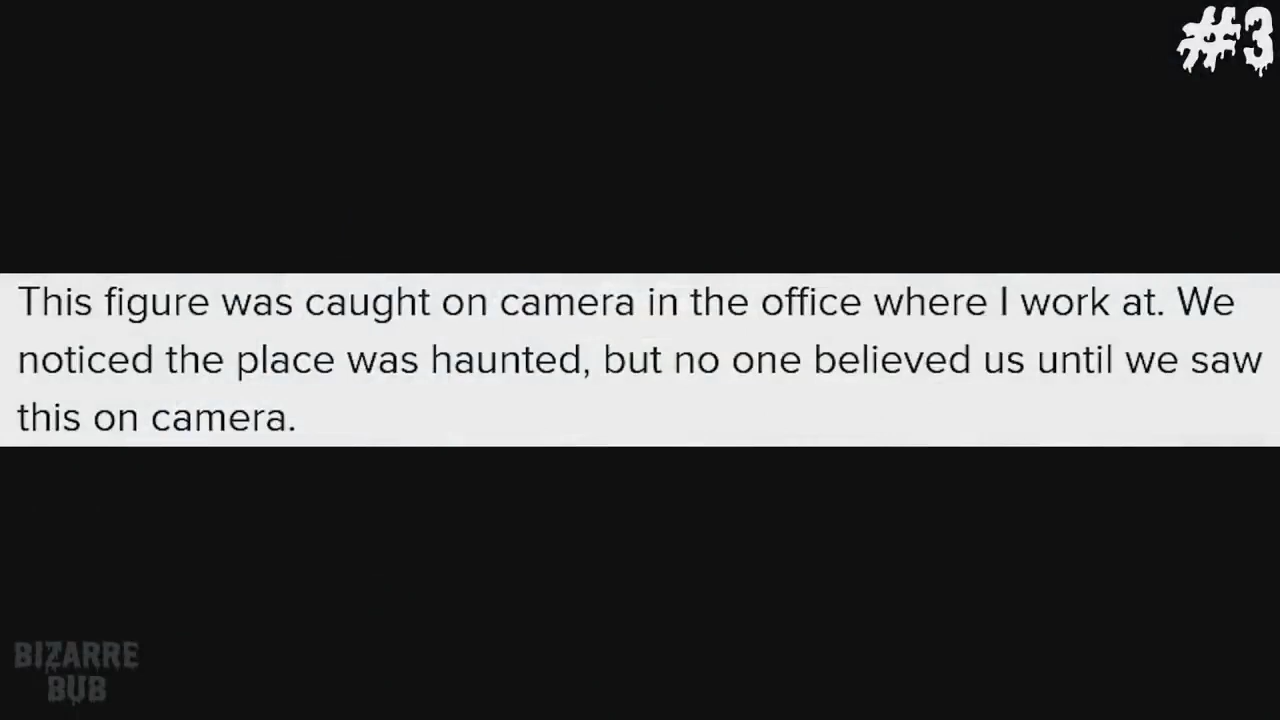 #3
This figure was caught on camera in the office where I work at. We
noticed the place was haunted, but no one believed us until we saw
this on camera.
BIZARRE
BUB